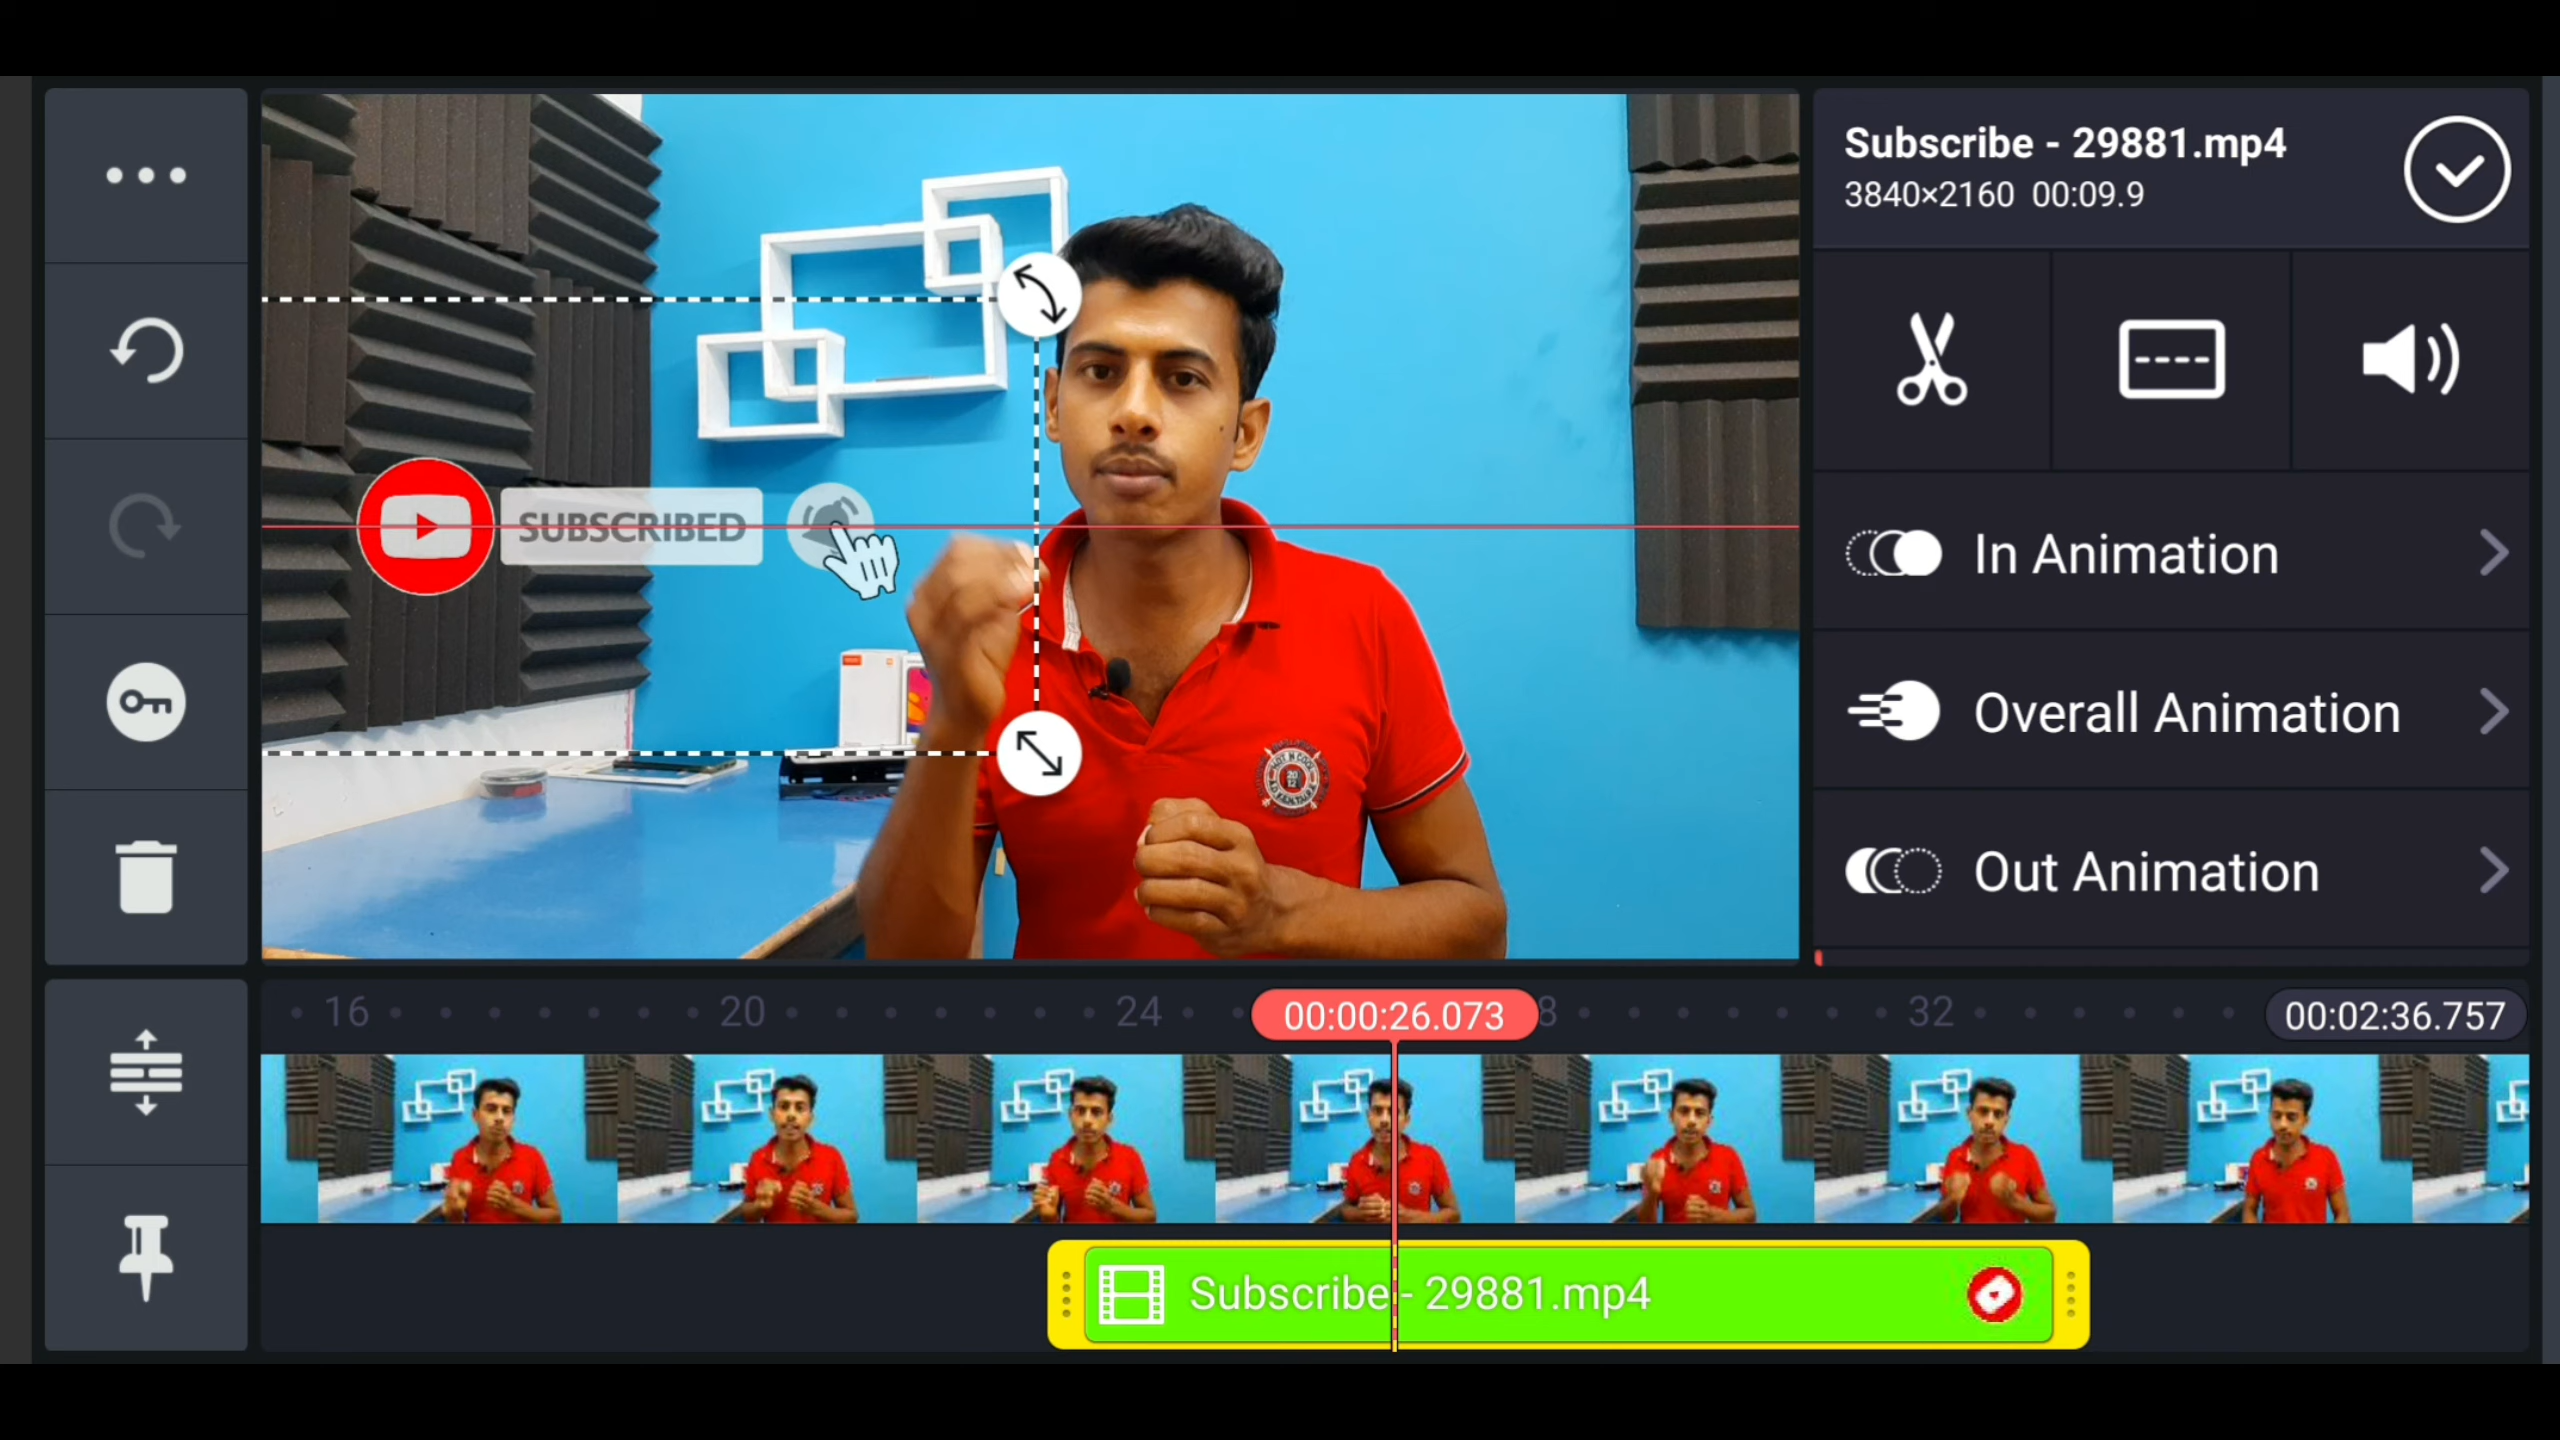 Subscribe - 29881.mp4
3840×2160 00:09.9
SUBSCRIBED
In Animation
Overall Animation
Out Animation
16 20 24 00:00:26.073 8 32 00:02:36.757
Subscribe - 29881.mp4